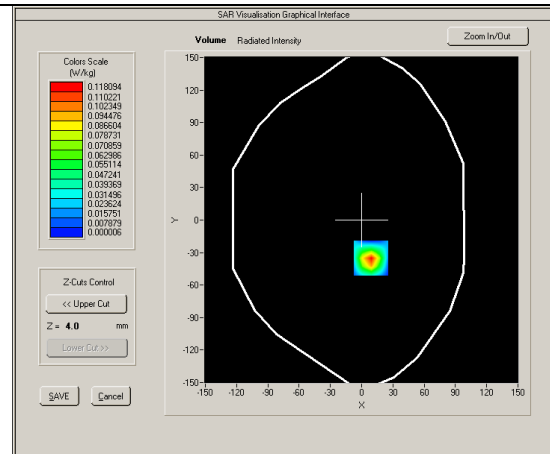 SAR Visualisation Graphical Interface
Volume Radiated Intensity
Zoom In/Out
Colors Scale
(W/kg)
0.118094
0.110221
0.102349
0.094476
0.086604
0.078731
0.070859
0.062986
0.055114
0.047241
0.039369
0.031496
0.023624
0.015751
0.007879
0.000006
Z-Cuts Control
<< Upper Cut
Z = 4.0 mm
Lower Cut >>
SAVE Cancel
150
120
90
60
30
0
-30
-60
-90
-120
-150
Y
-150 -120 -90 -60 -30 0 30 60 90 120 150
X